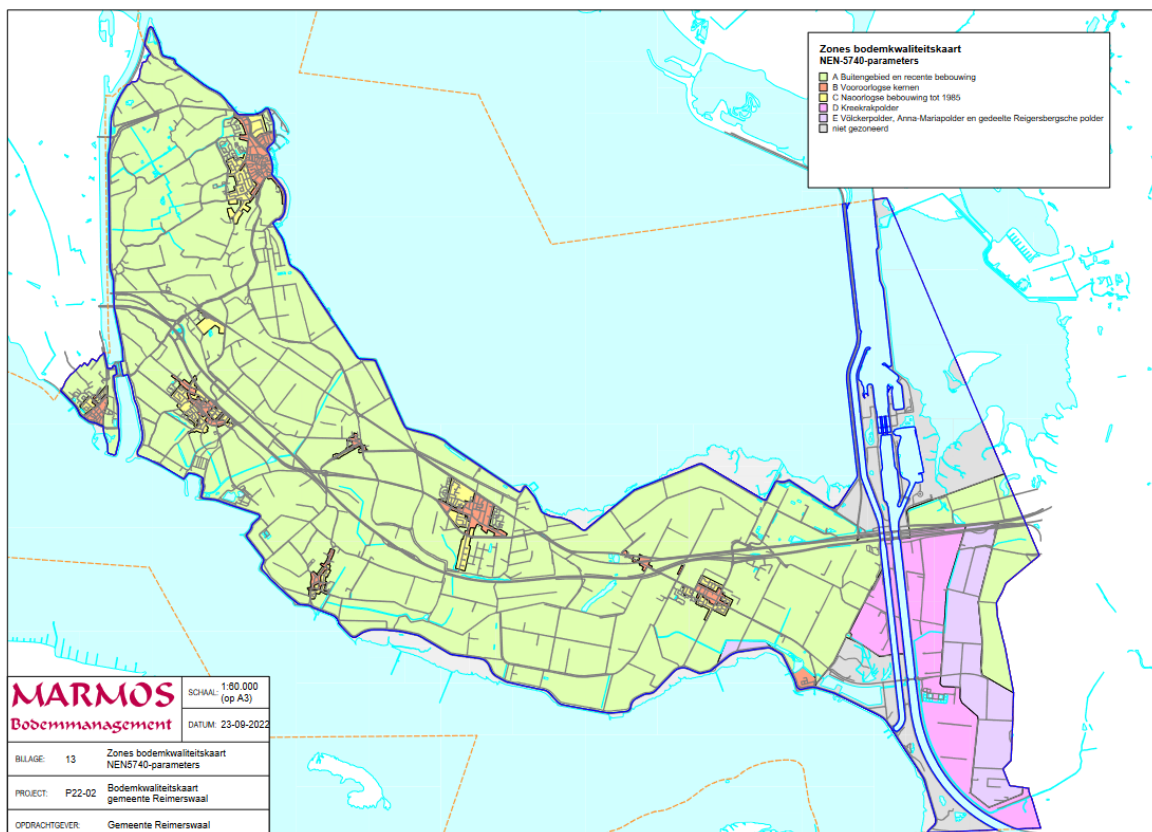 Zones bodemkwaliteitskaart
NEN-5740-parameters
A Buitengebied en recente bebouwing
B Vooroorlogse kernen
C Naoorlogse bebouwing tot 1985
D Kreekrakpolder
E Völckerpolder, Anna-Mariapolder en gedeelte Reigersbergsche polder
niet gezoneerd
MARMOS
Bodemmanagement
SCHAAL: 1:60.000
(op A3)
DATUM: 23-09-2022
BIJLAGE: 13 Zones bodemkwaliteitskaart
NEN5740-parameters
PROJECT: P22-02 Bodemkwaliteitskaart
gemeente Reimerswaal
OPDRACHTGEVER: Gemeente Reimerswaal